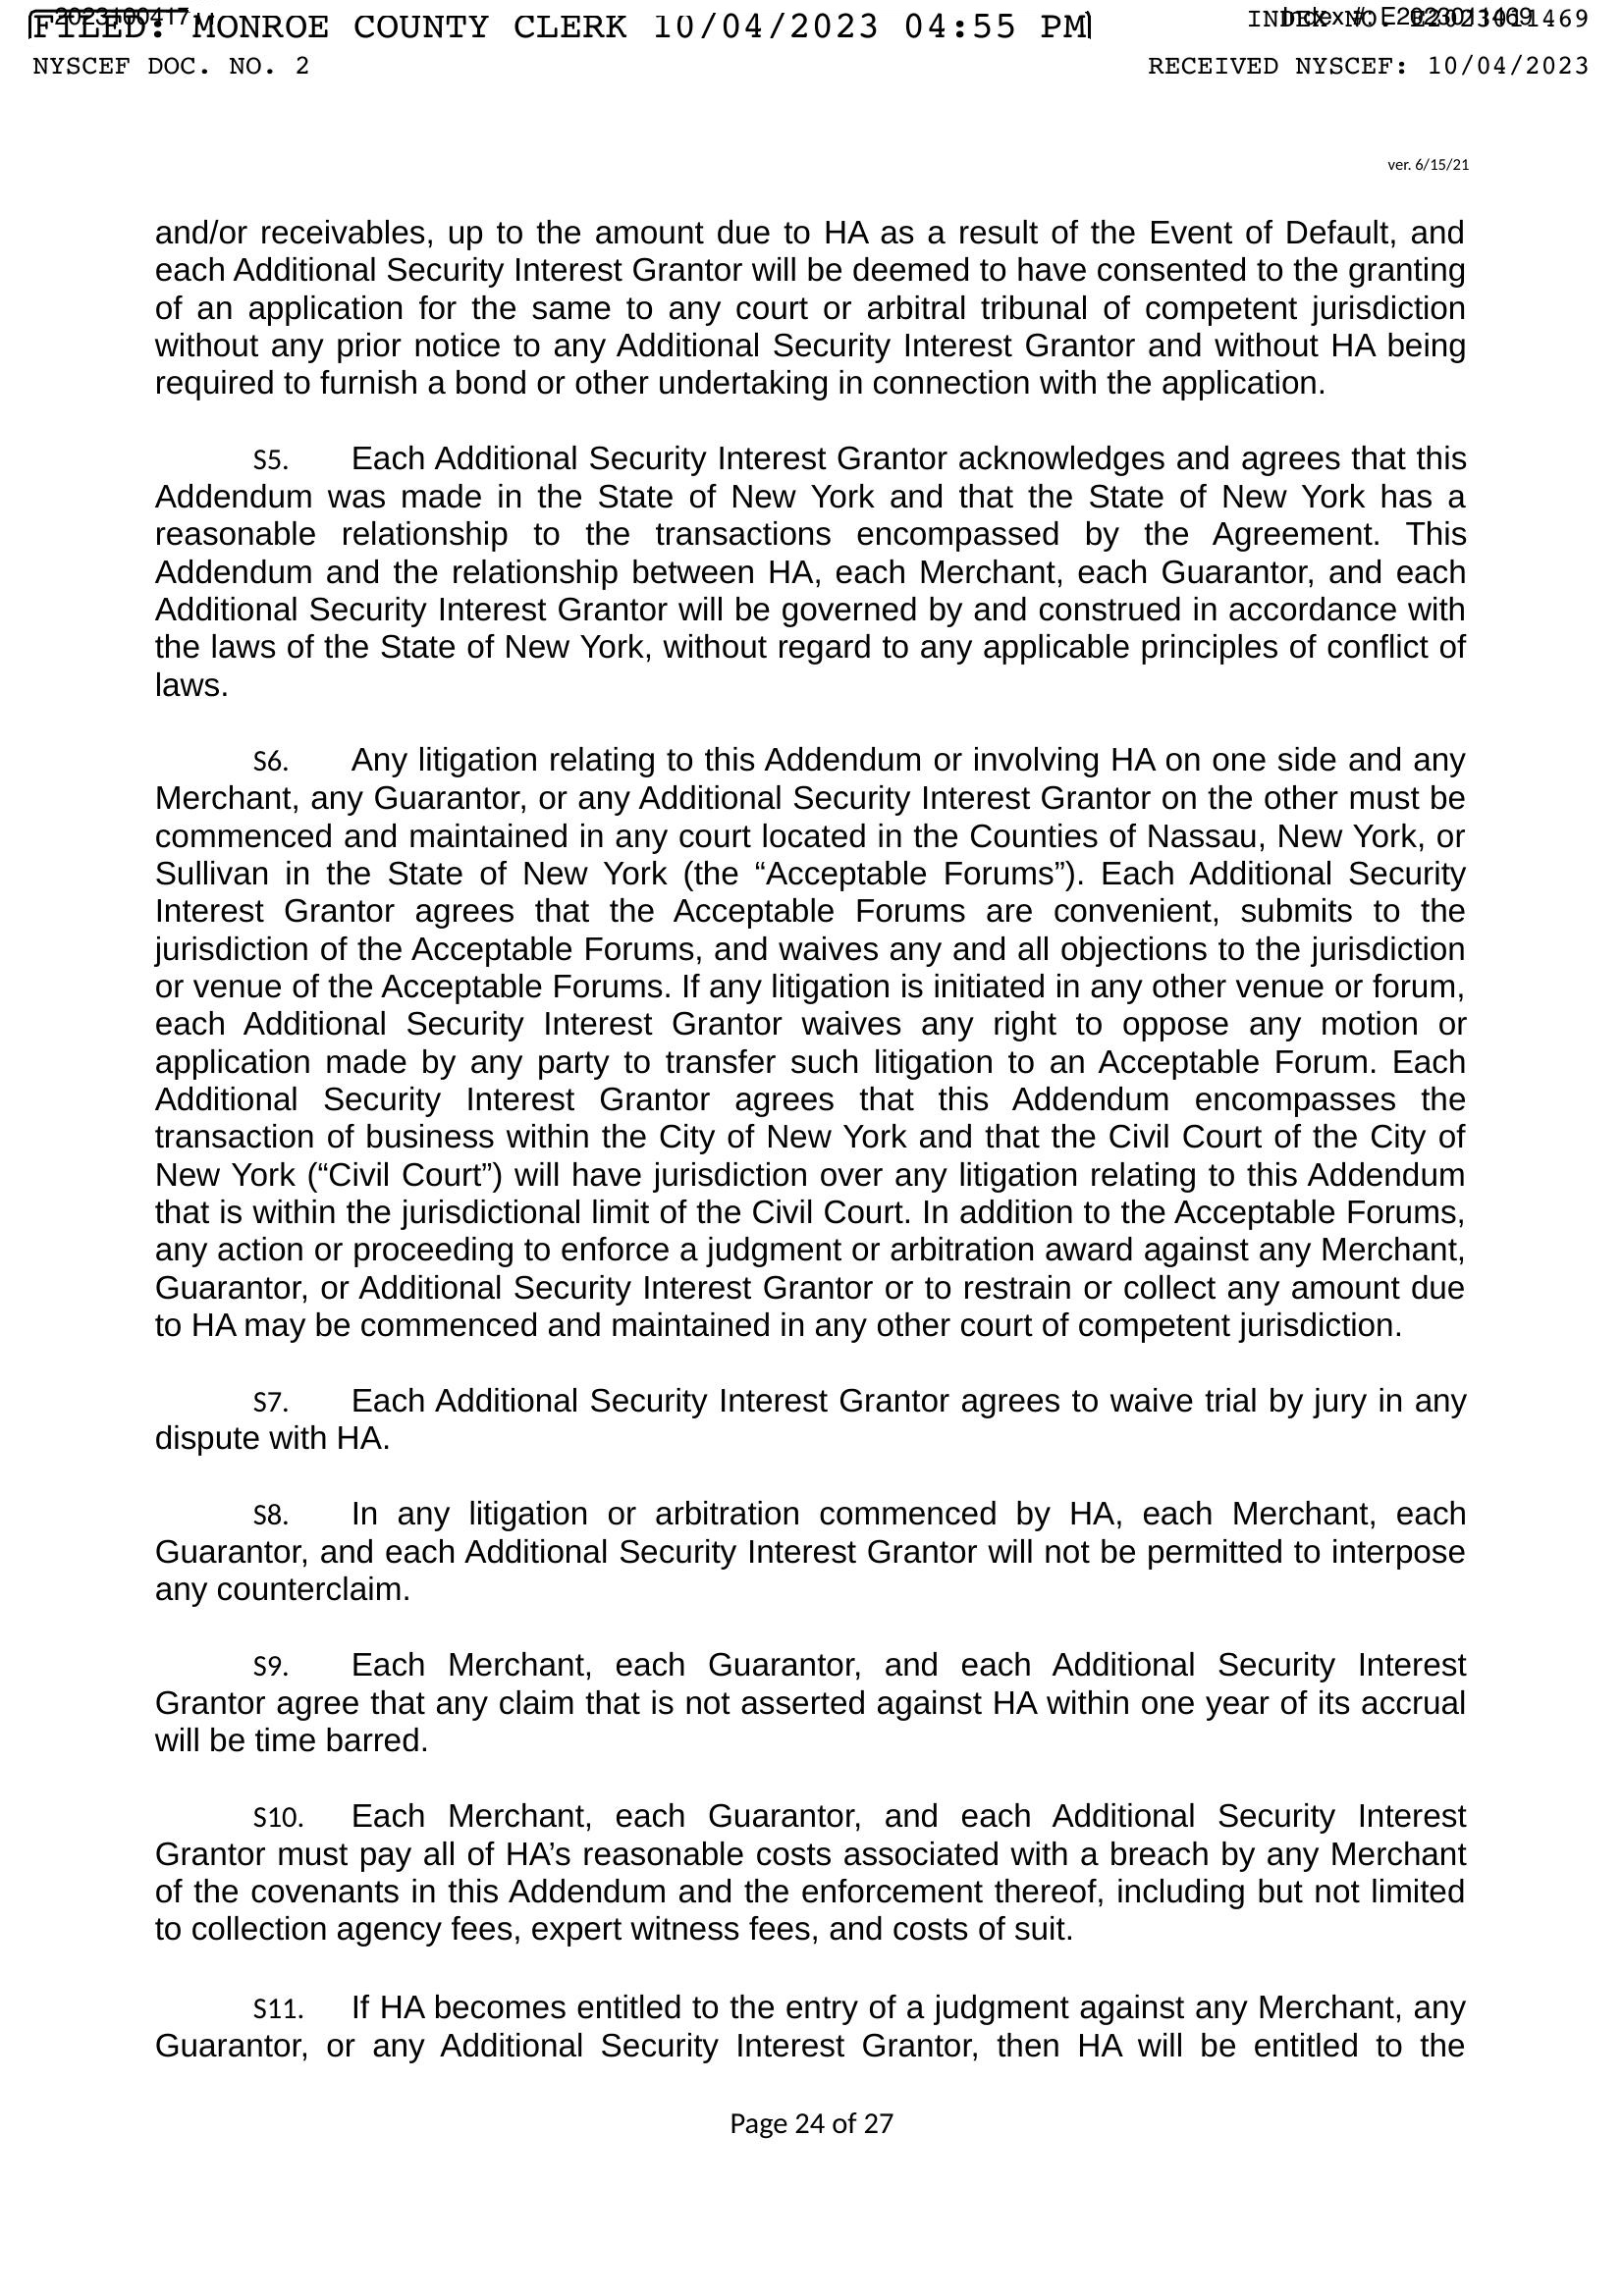 FILED: MONROE COUNTY CLERK 10/04/2023 04:55 PM
INDEX NO. E2023011469
Index #: E2023011469
NYSCEF DOC. NO. 2
RECEIVED NYSCEF: 10/04/2023
ver. 6/15/21
and/or receivables, up to the amount due to HA as a result of the Event of Default, and
each Additional Security Interest Grantor will be deemed to have consented to the granting
of an application for the same to any court or arbitral tribunal of competent jurisdiction
without any prior notice to any Additional Security Interest Grantor and without HA being
required to furnish a bond or other undertaking in connection with the application.
S5. Each Additional Security Interest Grantor acknowledges and agrees that this
Addendum was made in the State of New York and that the State of New York has a
reasonable relationship to the transactions encompassed by the Agreement. This
Addendum and the relationship between HA, each Merchant, each Guarantor, and each
Additional Security Interest Grantor will be governed by and construed in accordance with
the laws of the State of New York, without regard to any applicable principles of conflict of
laws.
S6. Any litigation relating to this Addendum or involving HA on one side and any
Merchant, any Guarantor, or any Additional Security Interest Grantor on the other must be
commenced and maintained in any court located in the Counties of Nassau, New York, or
Sullivan in the State of New York (the “Acceptable Forums”). Each Additional Security
Interest Grantor agrees that the Acceptable Forums are convenient, submits to the
jurisdiction of the Acceptable Forums, and waives any and all objections to the jurisdiction
or venue of the Acceptable Forums. If any litigation is initiated in any other venue or forum,
each Additional Security Interest Grantor waives any right to oppose any motion or
application made by any party to transfer such litigation to an Acceptable Forum. Each
Additional Security Interest Grantor agrees that this Addendum encompasses the
transaction of business within the City of New York and that the Civil Court of the City of
New York (“Civil Court”) will have jurisdiction over any litigation relating to this Addendum
that is within the jurisdictional limit of the Civil Court. In addition to the Acceptable Forums,
any action or proceeding to enforce a judgment or arbitration award against any Merchant,
Guarantor, or Additional Security Interest Grantor or to restrain or collect any amount due
to HA may be commenced and maintained in any other court of competent jurisdiction.
S7. Each Additional Security Interest Grantor agrees to waive trial by jury in any
dispute with HA.
S8. In any litigation or arbitration commenced by HA, each Merchant, each
Guarantor, and each Additional Security Interest Grantor will not be permitted to interpose
any counterclaim.
S9. Each Merchant, each Guarantor, and each Additional Security Interest
Grantor agree that any claim that is not asserted against HA within one year of its accrual
will be time barred.
S10. Each Merchant, each Guarantor, and each Additional Security Interest
Grantor must pay all of HA’s reasonable costs associated with a breach by any Merchant
of the covenants in this Addendum and the enforcement thereof, including but not limited
to collection agency fees, expert witness fees, and costs of suit.
S11. If HA becomes entitled to the entry of a judgment against any Merchant, any
Guarantor, or any Additional Security Interest Grantor, then HA will be entitled to the
Page 24 of 27